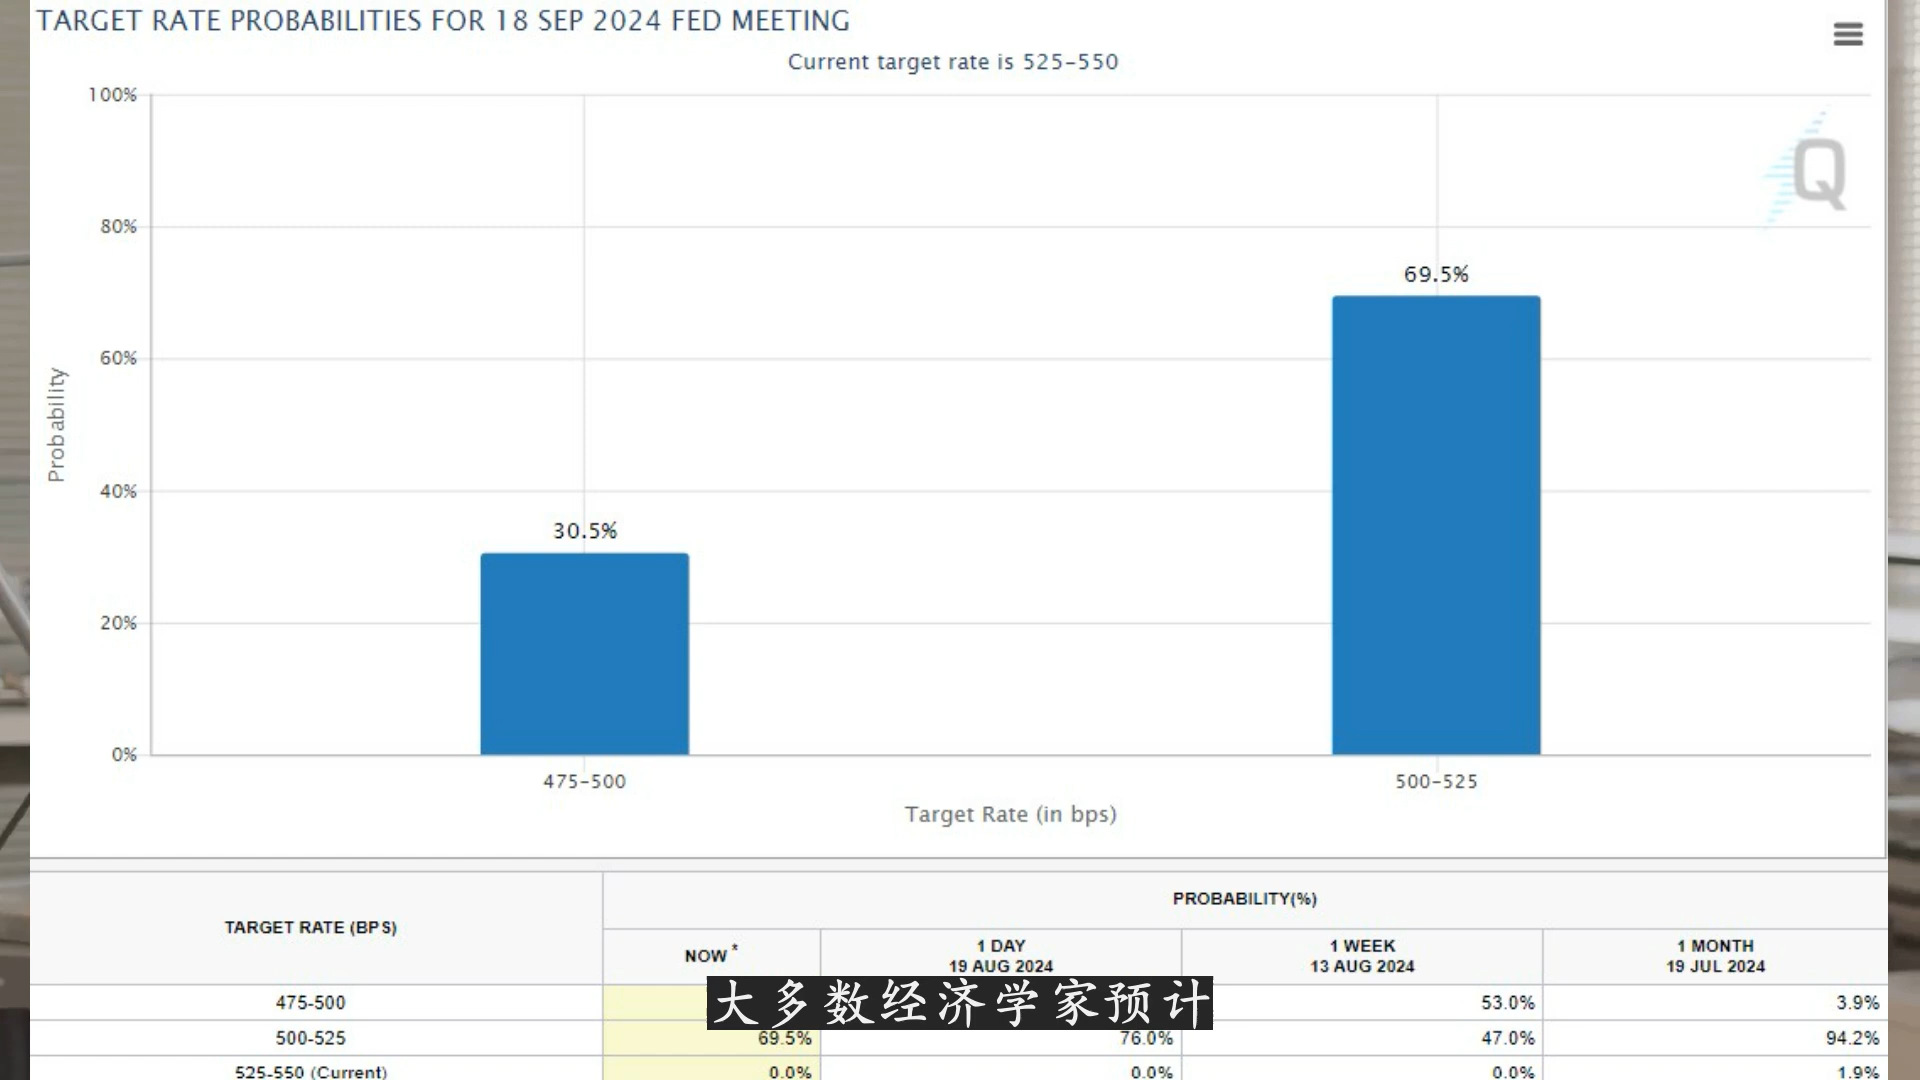 TARGET RATE PROBABILITIES FOR 18 SEP 2024 FED MEETING
Current target rate is 525-550
100%
80%
60%
40%
20%
0%
Probability
30.5%
69.5%
475-500
500-525
Target Rate (in bps)
Q
TARGET RATE (BPS)
PROBABILITY(%)
NOW *
1 DAY
19 AUG 2024
1 WEEK
13 AUG 2024
1 MONTH
19 JUL 2024
475-500 53.0% 3.9%
500-525 69.5% 76.0% 47.0% 94.2%
525-550 (Current) 0.0% 0.0% 0.0% 1.9%
大多数经济学家预计